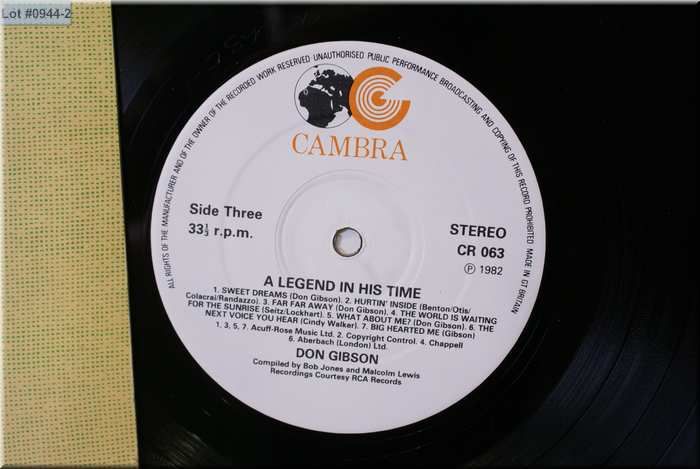 Lot #0944-2
ALL RIGHTS OF THE MANUFACTURER AND OF THE OWNER OF THE RECORDED WORK RESERVED UNAUTHORISED PUBLIC PERFORMANCE BROADCASTING AND COPYING OF THIS RECORD PROHIBITED MADE IN GT BRITAIN
CAMBRA
Side Three
33⅓ r.p.m.
STEREO
CR 063
℗ 1982
A LEGEND IN HIS TIME
1. SWEET DREAMS (Don Gibson). 2. HURTIN' INSIDE (Benton/Otis/
Colacrai/Randazzo). 3. FAR FAR AWAY (Don Gibson). 4. THE WORLD IS WAITING
FOR THE SUNRISE (Seitz/Lockhart). 5. WHAT ABOUT ME? (Don Gibson). 6. THE
NEXT VOICE YOU HEAR (Cindy Walker). 7. BIG HEARTED ME (Gibson)
1, 3, 5, 7. Acuff-Rose Music Ltd. 2. Copyright Control. 4. Chappell
6. Aberbach (London) Ltd.
DON GIBSON
Compiled by Bob Jones and Malcolm Lewis
Recordings Courtesy RCA Records